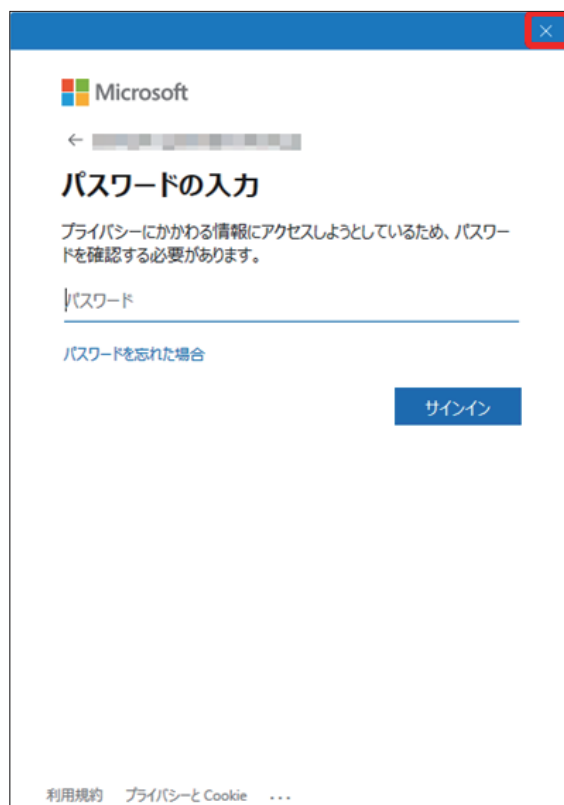 Microsoft
パスワードの入力
プライバシーにかかわる情報にアクセスしようとしているため、パスワー
ドを確認する必要があります。
パスワード
パスワードを忘れた場合
サインイン
利用規約 プライバシーと Cookie ...